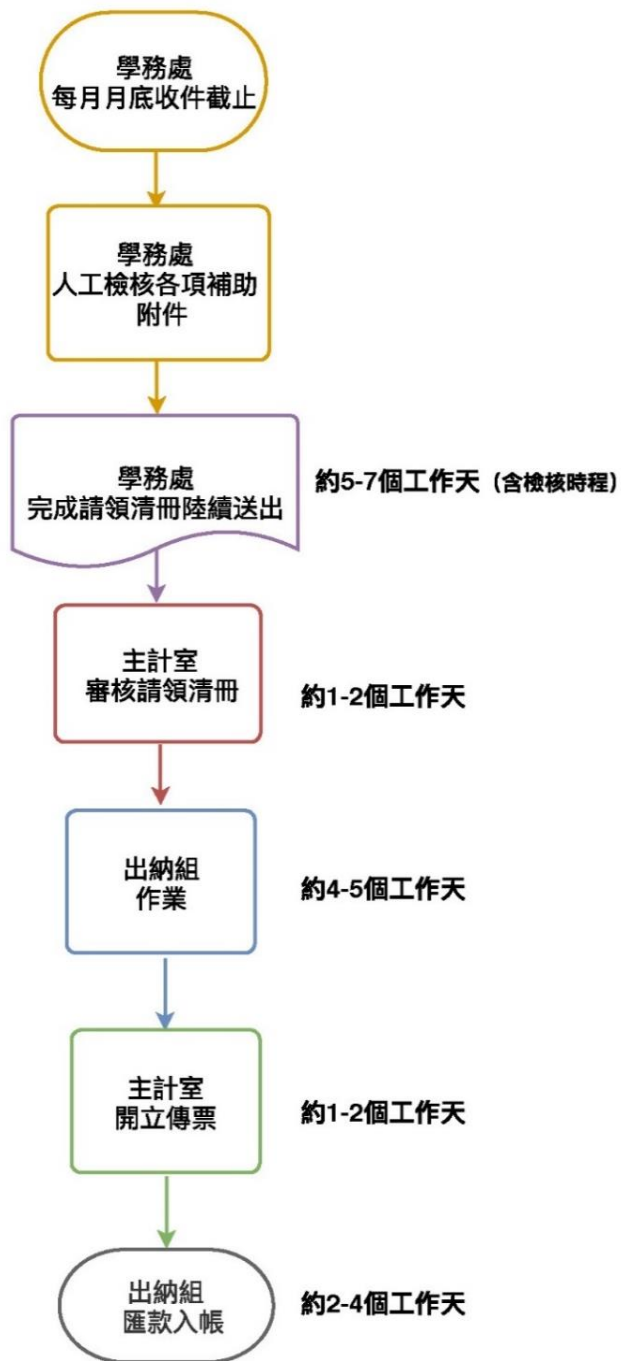 學務處
每月月底收件截止
學務處
人工檢核各項補助
附件
學務處
完成請領清冊陸續送出
約5-7個工作天（含檢核時程）
主計室
審核請領清冊
約1-2個工作天
出納組
作業
約4-5個工作天
主計室
開立傳票
約1-2個工作天
出納組
匯款入帳
約2-4個工作天